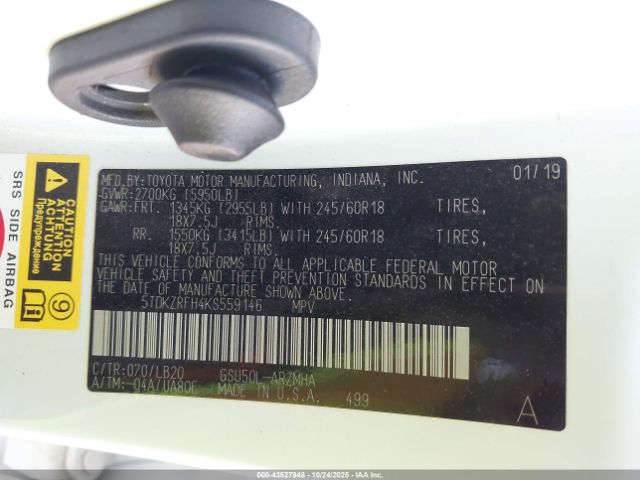 MFD.BY:TOYOTA MOTOR MANUFACTURING, INDIANA, INC. 01/19
GVWR:2700KG (5950LB)
GAWR:FRT. 1345KG (2955LB) WITH 245/60R18 TIRES,
18X7.5J RIMS
RR. 1550KG (3415LB) WITH 245/60R18 TIRES,
18X7.5J RIMS
THIS VEHICLE CONFORMS TO ALL APPLICABLE FEDERAL MOTOR
VEHICLE SAFETY AND THEFT PREVENTION STANDARDS IN EFFECT ON
THE DATE OF MANUFACTURE SHOWN ABOVE.
5TDKZRFH4KS559146 MPV
C/TR:070/LB20 GSU50L-ARZMHA
A/TM:-04A/UA80E MADE IN U.S.A. 499
A
SRS SIDE AIRBAG
CAUTION
ATTENTION
Предупреждение
9
000-43527948 - 10/24/2025 - © IAA Inc.